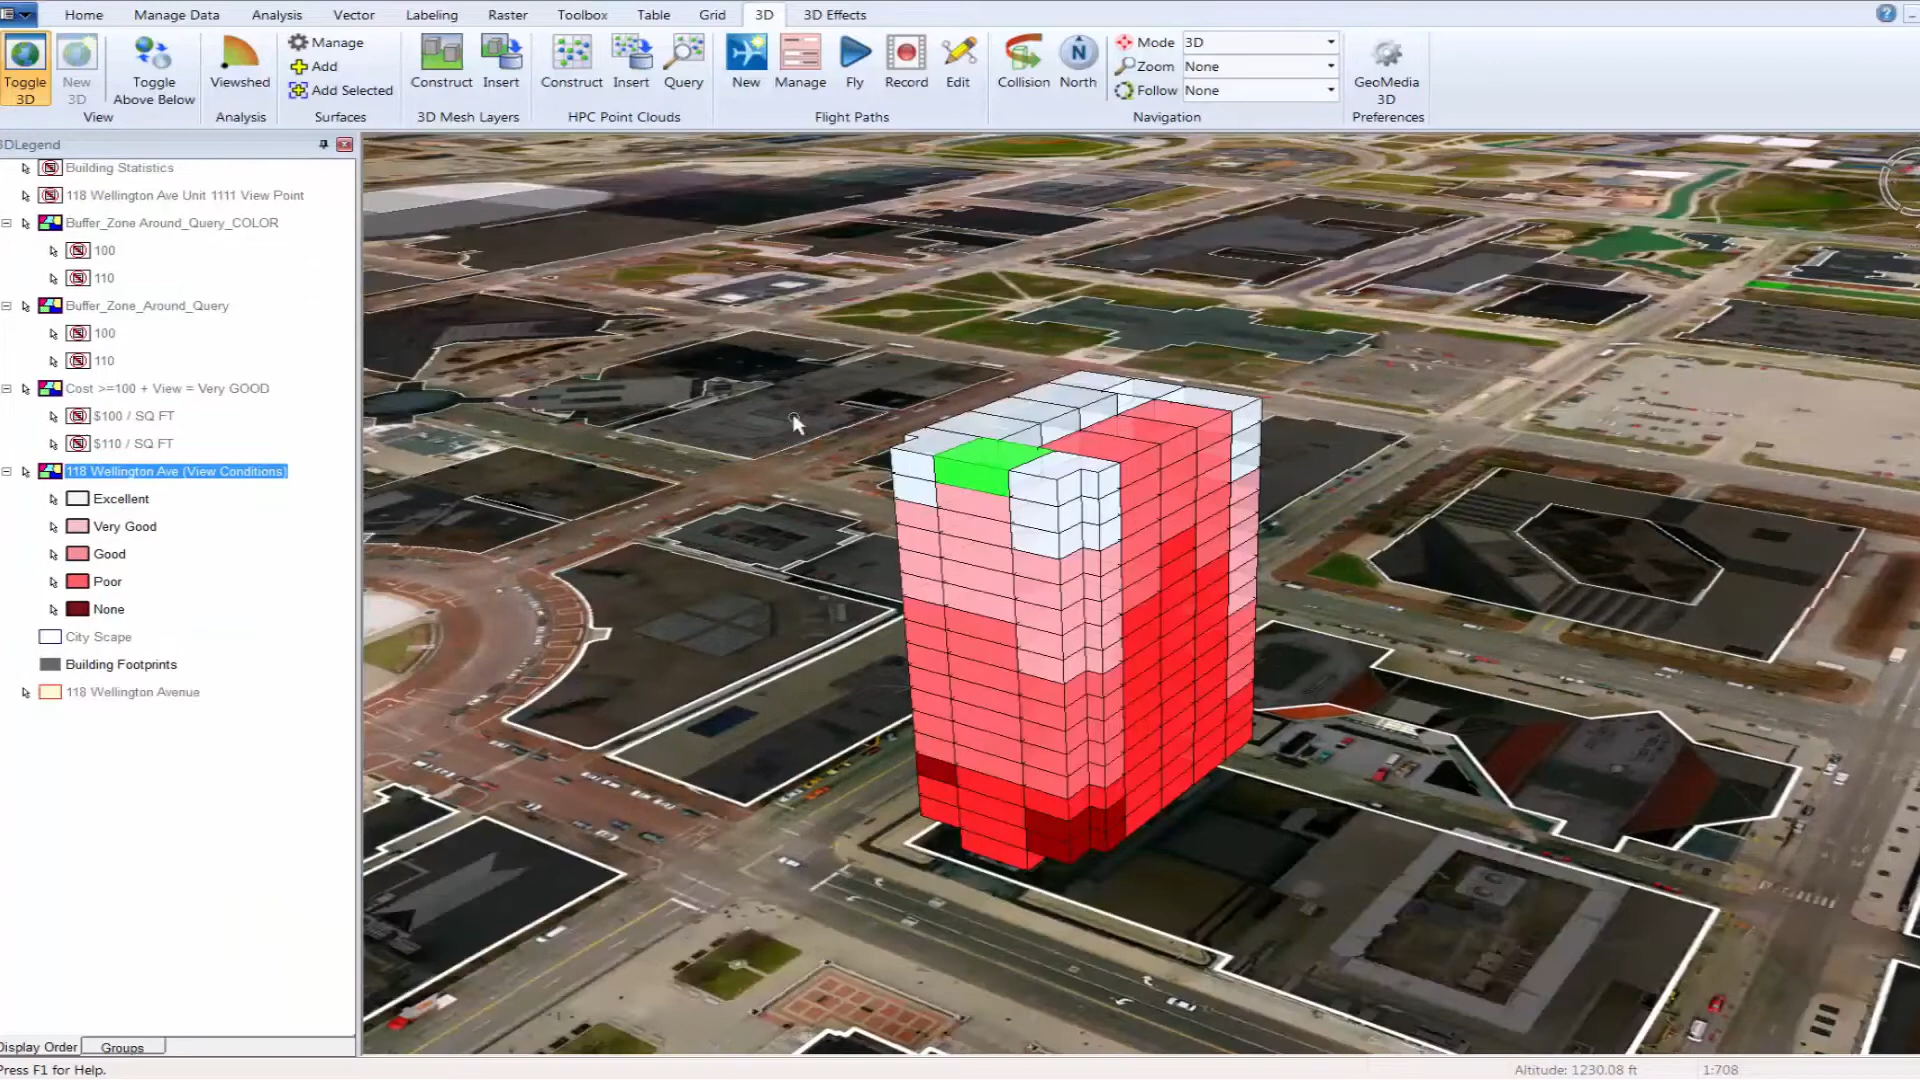 Home Manage Data Analysis Vector Labeling Raster Toolbox Table Grid 3D 3D Effects
Toggle 3D
New 3D
Toggle Above Below
View
Viewshed
Analysis
Manage
Add
Add Selected
Surfaces
Construct
Insert
3D Mesh Layers
Construct
Insert
Query
HPC Point Clouds
New
Manage
Fly
Record
Edit
Flight Paths
Collision
N
North
Mode 3D
Zoom None
Follow None
Navigation
GeoMedia 3D
Preferences
3DLegend
Building Statistics
118 Wellington Ave Unit 1111 View Point
Buffer_Zone Around_Query_COLOR
100
110
Buffer_Zone_Around_Query
100
110
Cost >=100 + View = Very GOOD
$100 / SQ FT
$110 / SQ FT
118 Wellington Ave (View Conditions)
Excellent
Very Good
Good
Poor
None
City Scape
Building Footprints
118 Wellington Avenue
Display Order Groups
Press F1 for Help.
Altitude: 1230.08 ft
1:708